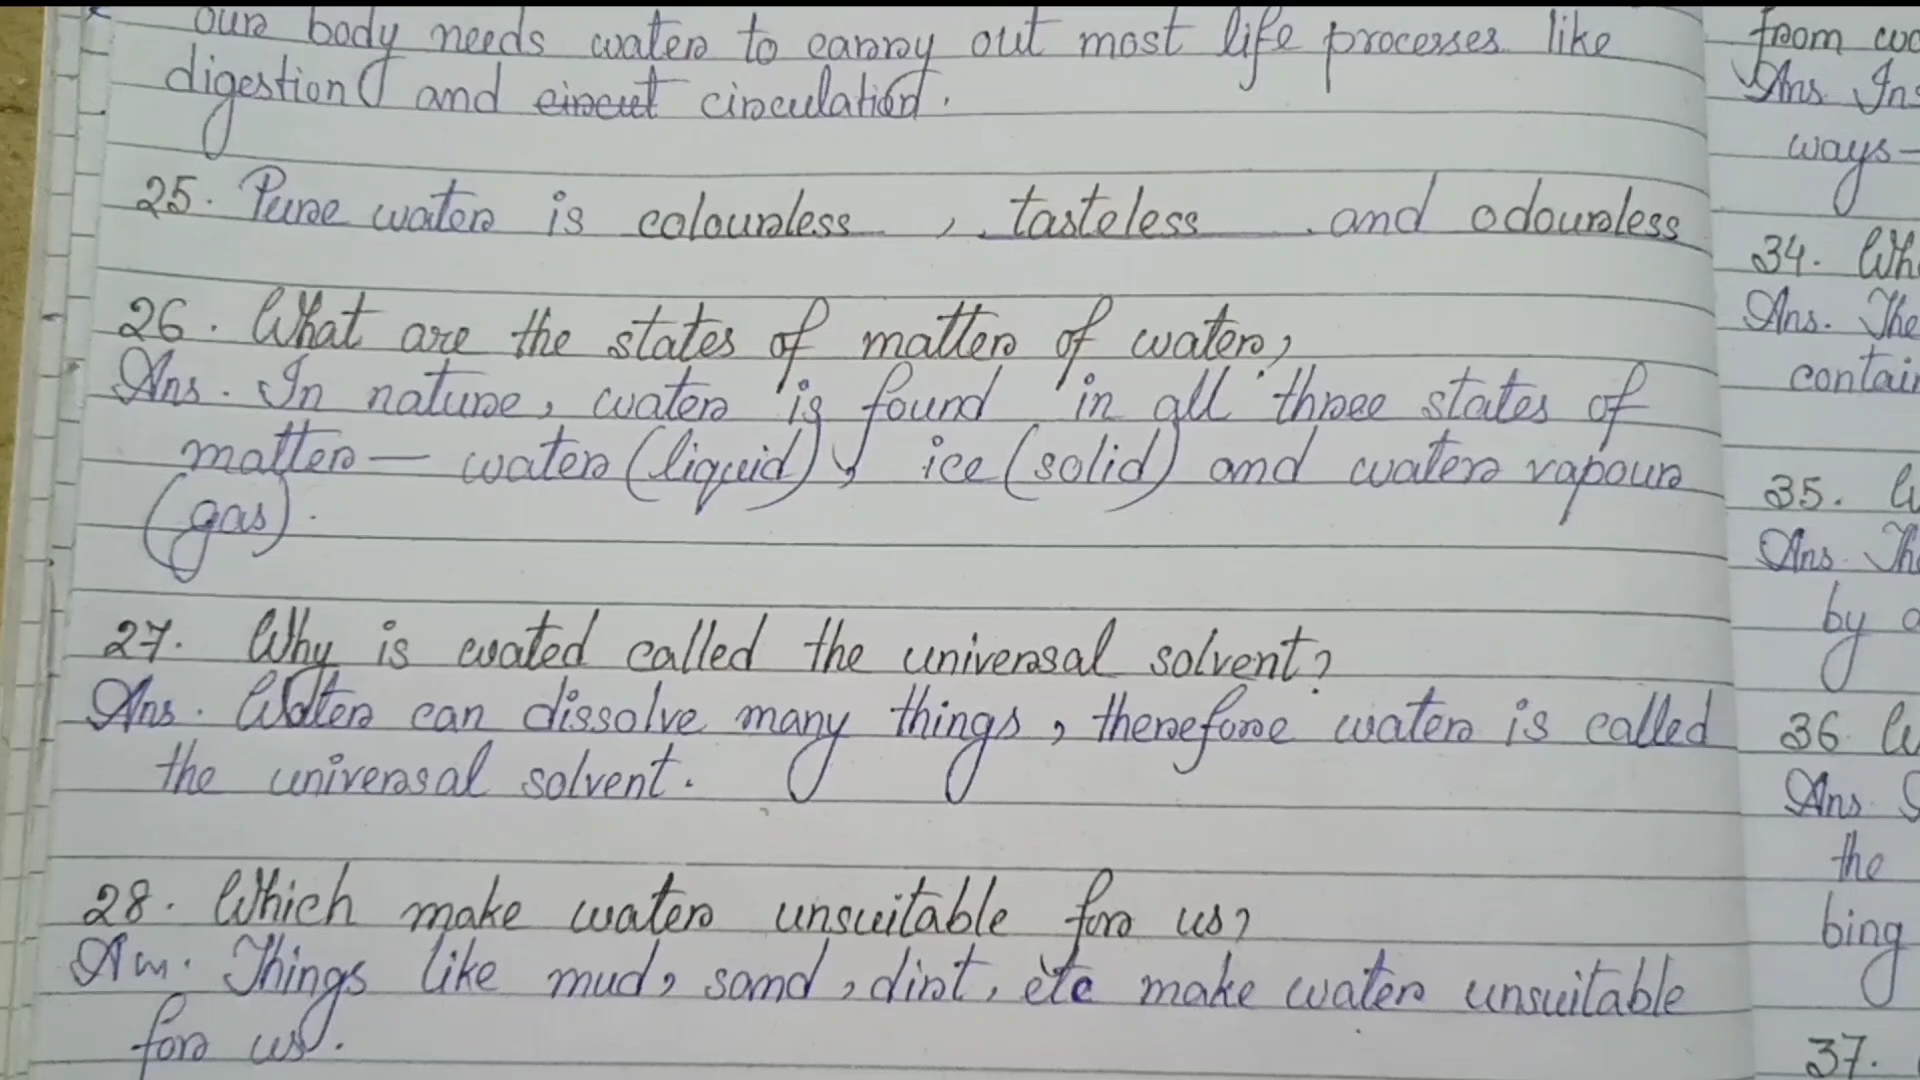 our body needs water to carry out most life processes like
digestion and circut circulation.
25. Pure water is colourless, tasteless and odourless
26. What are the states of matter of water?
Ans. In nature, water is found in all three states of
matter — water (liquid), ice (solid) and water vapour
(gas).
27. Why is wated called the universal solvent?
Ans. Water can dissolve many things, therefore water is called
the universal solvent.
28. Which make water unsuitable for us?
Ans. Things like mud, sand, dirt, etc make water unsuitable
for us.
from
Ans.
ways—
34.
Ans. The
35.
Ans.
by
36
Ans
the
bing
37.